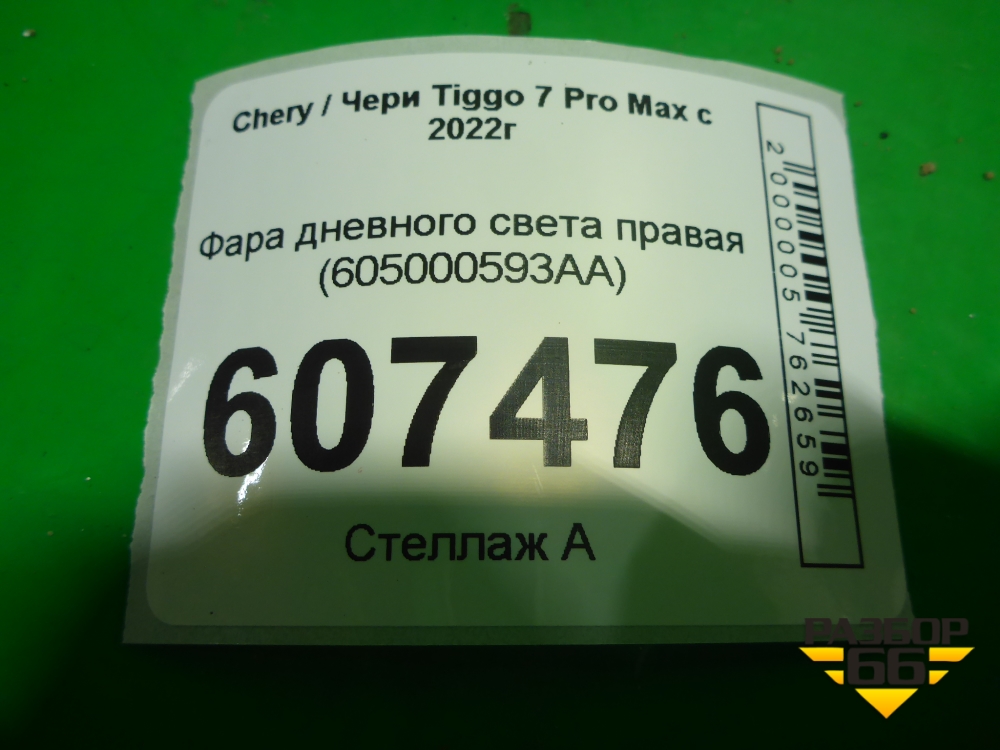 Chery / Чери Tiggo 7 Pro Max с
2022г
Фара дневного света правая
(605000593AA)
607476
Стеллаж А
2000005762659
РАЗБОР
66